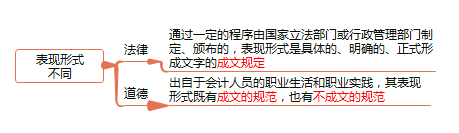 表现形式
不同
法律
通过一定的程序由国家立法部门或行政管理部门制
定、颁布的，表现形式是具体的、明确的、正式形
成文字的成文规定
道德
出自于会计人员的职业生活和职业实践，其表现
形式既有成文的规范，也有不成文的规范